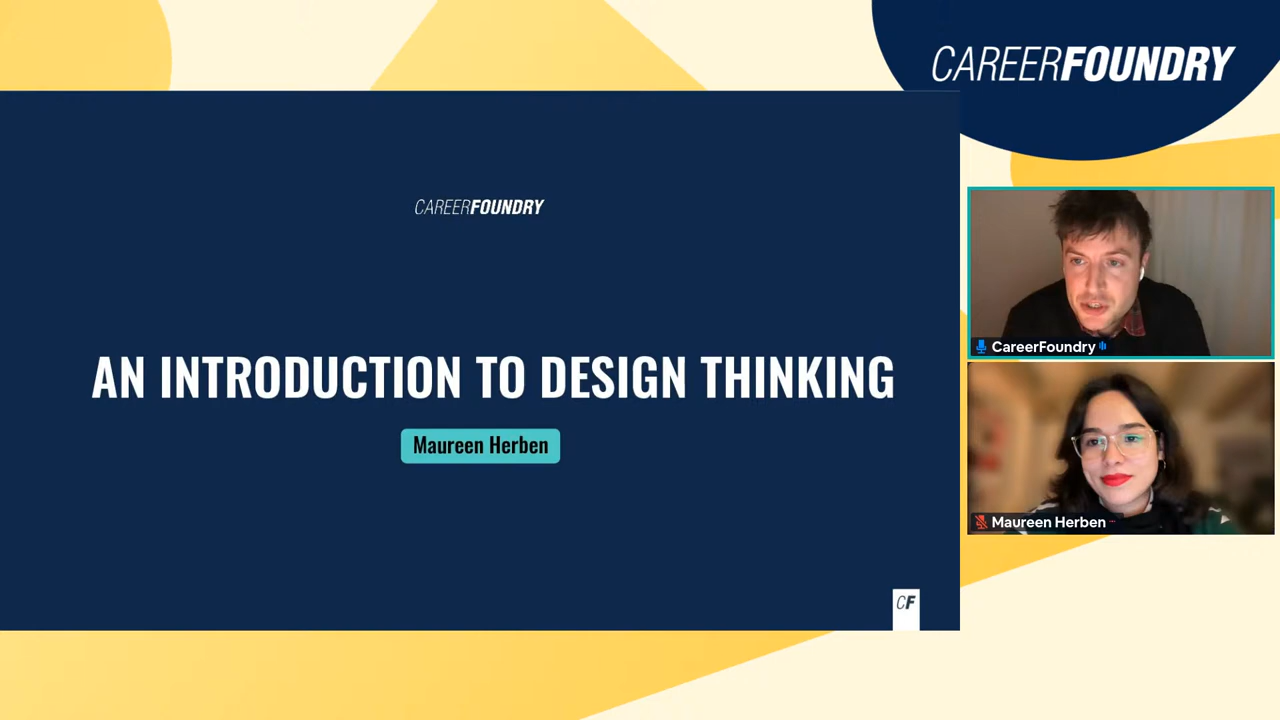 CAREERFOUNDRY
CAREERFOUNDRY
AN INTRODUCTION TO DESIGN THINKING
Maureen Herben
CF
CareerFoundry
Maureen Herben